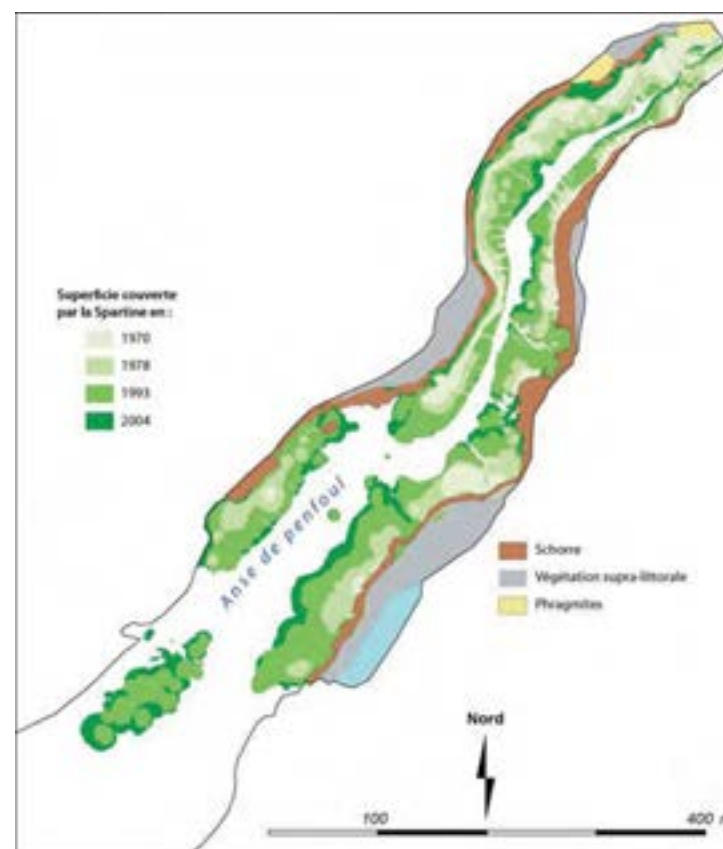 Superficie couverte
par la Spartine en :
1970
1978
1993
2004
Anse de penfoul
Schorre
Végétation supra-littorale
Phragmites
Nord
100
400